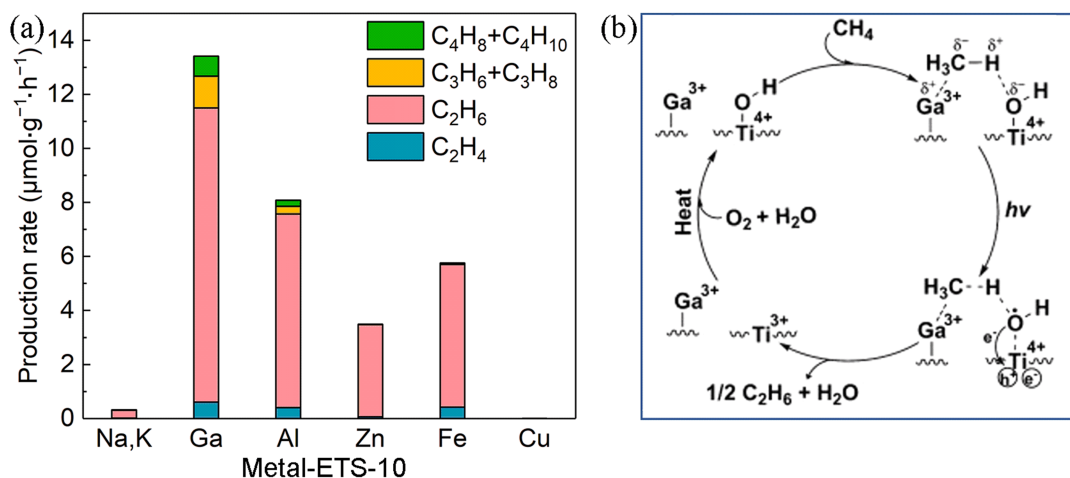 (a)
Production rate (μmol·g⁻¹·h⁻¹)
14
12
10
8
6
4
2
0
C₄H₈+C₄H₁₀
C₃H₆+C₃H₈
C₂H₆
C₂H₄
Na,K Ga Al Zn Fe Cu
Metal-ETS-10
(b)
CH₄
Ga³⁺
O H
Ti⁴⁺
δ⁻ δ⁺
H₃C H
δ⁺ δ⁻
Ga³⁺
O H
Ti⁴⁺
hv
H₃C H
Ga³⁺
e⁻ O H
Ti⁴⁺
h⁺ e⁻
1/2 C₂H₆ + H₂O
Ga³⁺
Ti³⁺
Heat
O₂ + H₂O